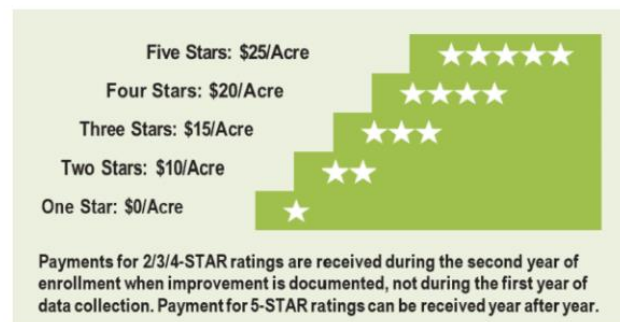 Five Stars: $25/Acre
Four Stars: $20/Acre
Three Stars: $15/Acre
Two Stars: $10/Acre
One Star: $0/Acre
Payments for 2/3/4-STAR ratings are received during the second year of
enrollment when improvement is documented, not during the first year of
data collection. Payment for 5-STAR ratings can be received year after year.